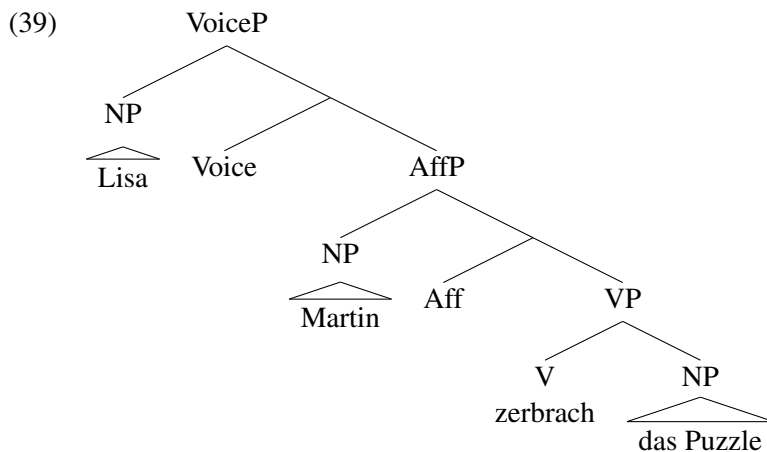 (39) VoiceP
NP
Lisa Voice AffP
NP
Martin Aff VP
V NP
zerbrach das Puzzle